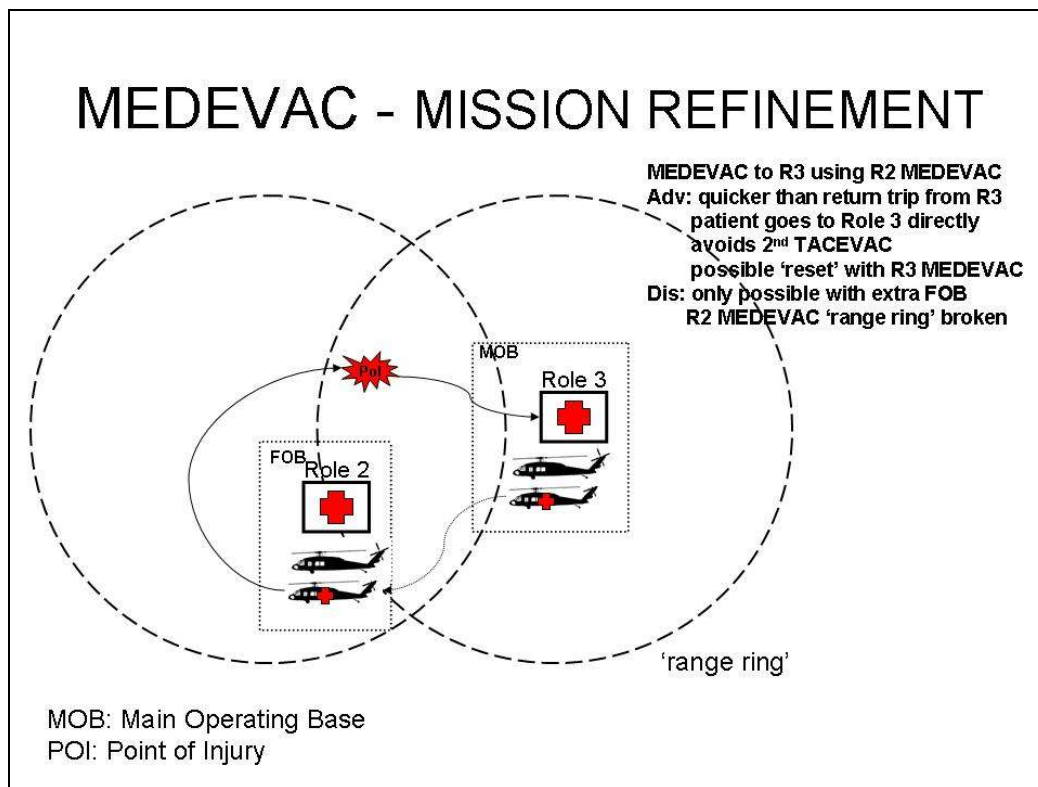 MEDEVAC - MISSION REFINEMENT
MEDEVAC to R3 using R2 MEDEVAC
Adv: quicker than return trip from R3
patient goes to Role 3 directly
avoids 2nd TACEVAC
possible ‘reset’ with R3 MEDEVAC
Dis: only possible with extra FOB
R2 MEDEVAC ‘range ring’ broken
MOB
PoI
Role 3
FOB
Role 2
‘range ring’
MOB: Main Operating Base
POI: Point of Injury